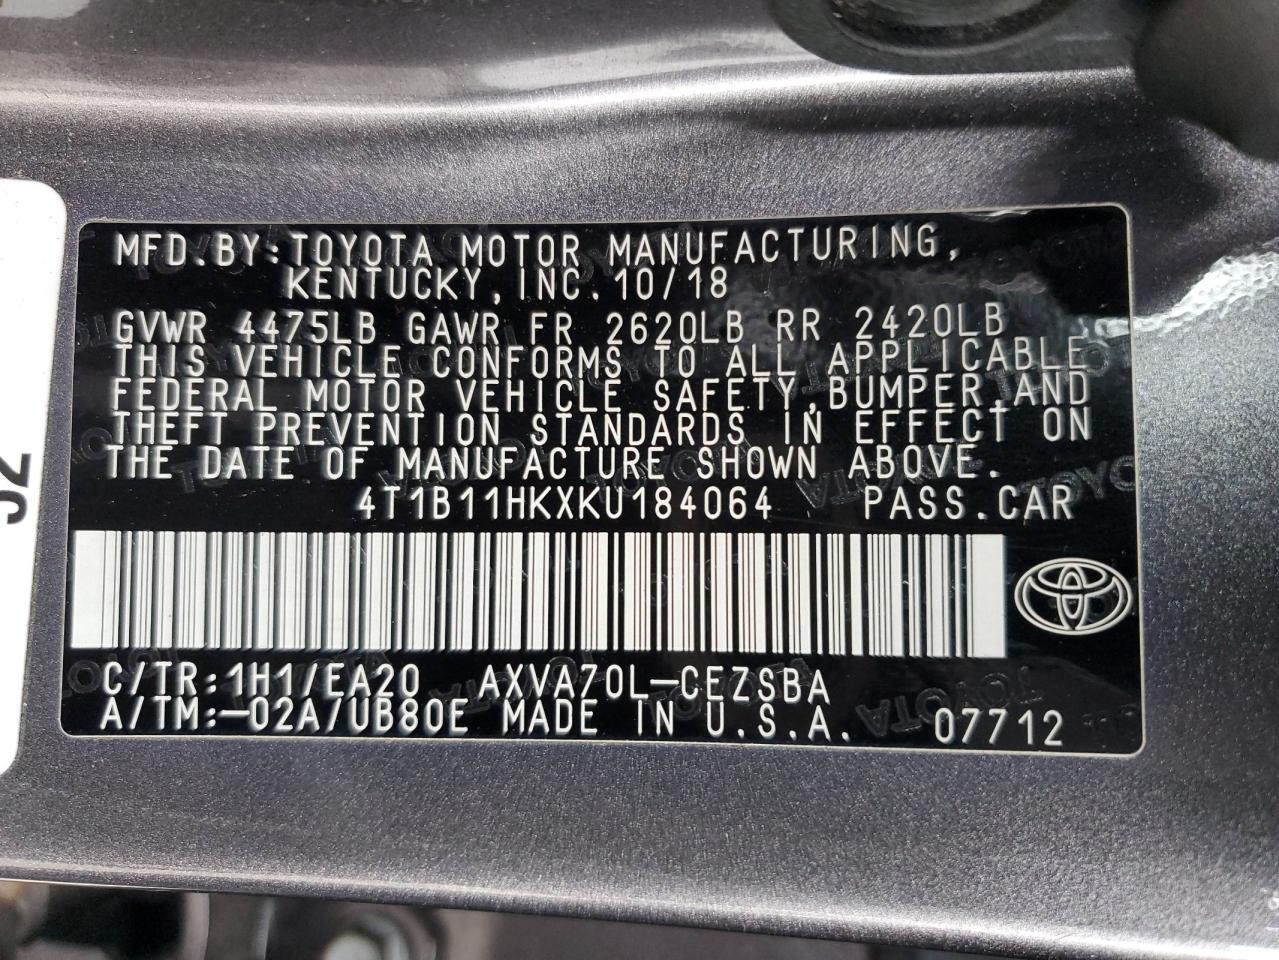 MFD.BY:TOYOTA MOTOR MANUFACTURING,
KENTUCKY, INC. 10/18
GVWR 4475LB GAWR FR 2620LB RR 2420LB
THIS VEHICLE CONFORMS TO ALL APPLICABLE
FEDERAL MOTOR VEHICLE SAFETY,BUMPER,AND
THEFT PREVENTION STANDARDS IN EFFECT ON
THE DATE OF MANUFACTURE SHOWN ABOVE.
4T1B11HKXKU184064 PASS.CAR
C/TR:1H1/EA20 AXVA70L-CEZSBA
A/TM:-02A/UB80E MADE IN U.S.A. 07712